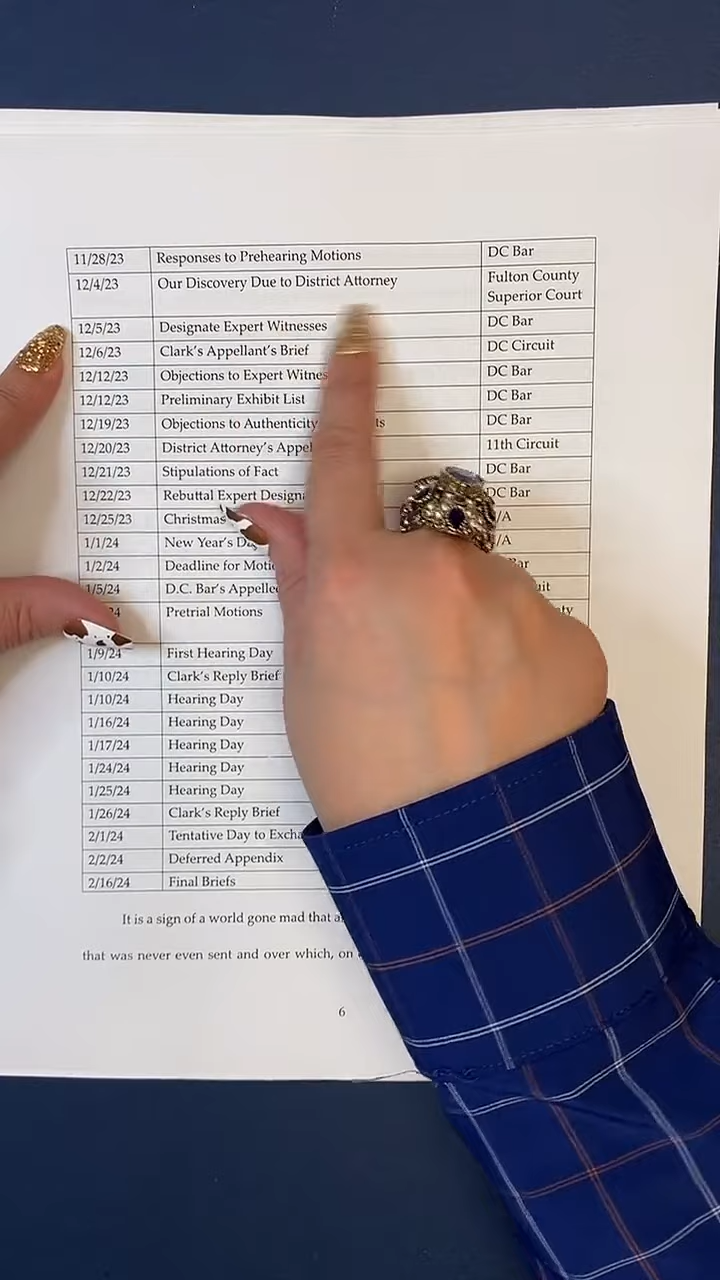 11/28/23 Responses to Prehearing Motions DC Bar
12/4/23 Our Discovery Due to District Attorney Fulton County
Superior Court
12/5/23 Designate Expert Witnesses DC Bar
12/6/23 Clark's Appellant's Brief DC Circuit
12/12/23 Objections to Expert DC Bar
12/12/23 Preliminary Exhibit List DC Bar
12/19/23 Objections to Authenticity DC Bar
12/20/23 District Attorney's 11th Circuit
12/21/23 Stipulations of Fact DC Bar
12/22/23 Rebuttal Expert DC Bar
12/25/23 Christmas /A
1/1/24 New Year's /A
1/2/24 Deadline for Bar
1/5/24 D.C. Bar's
Pretrial Motions
1/9/24 First Hearing Day
1/10/24 Clark's Reply Brief
1/10/24 Hearing Day
1/16/24 Hearing Day
1/17/24 Hearing Day
1/24/24 Hearing Day
1/25/24 Hearing Day
1/26/24 Clark's Reply Brief
2/1/24 Tentative Day to
2/2/24 Deferred Appendix
2/16/24 Final Briefs
It is a sign of a world gone mad that
that was never even sent and over which, on
6